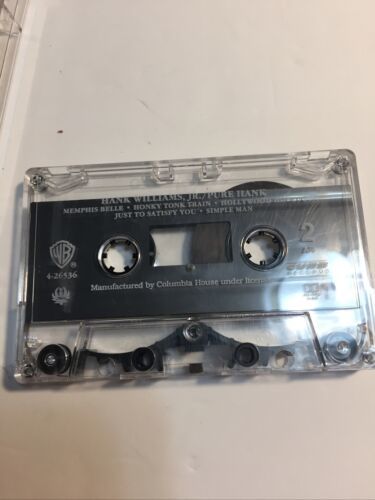 HANK WILLIAMS, JR./PURE HANK
MEMPHIS BELLE • HONKY TONK TRAIN • HOLLYWOOD
JUST TO SATISFY YOU • SIMPLE MAN
2
WB
4-26536
Manufactured by Columbia House under license